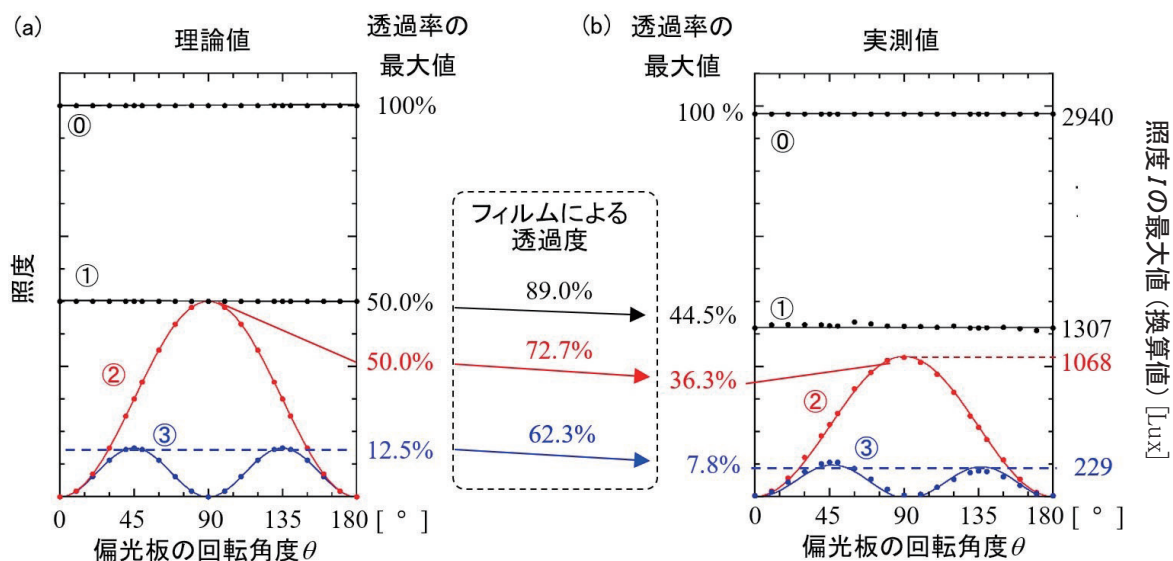 (a)
理論値
透過率の
最大値
100%
⓪
①
50.0%
②
50.0%
③
12.5%
照度
0
45
90
135
180
[ ° ]
偏光板の回転角度θ
フィルムによる
透過度
89.0%
72.7%
62.3%
(b)
透過率の
最大値
実測値
100 %
⓪
2940
①
44.5%
1307
36.3%
②
1068
③
7.8%
229
0
45
90
135
180
[ ° ]
偏光板の回転角度θ
照度Iの最大値(換算値)[Lux]